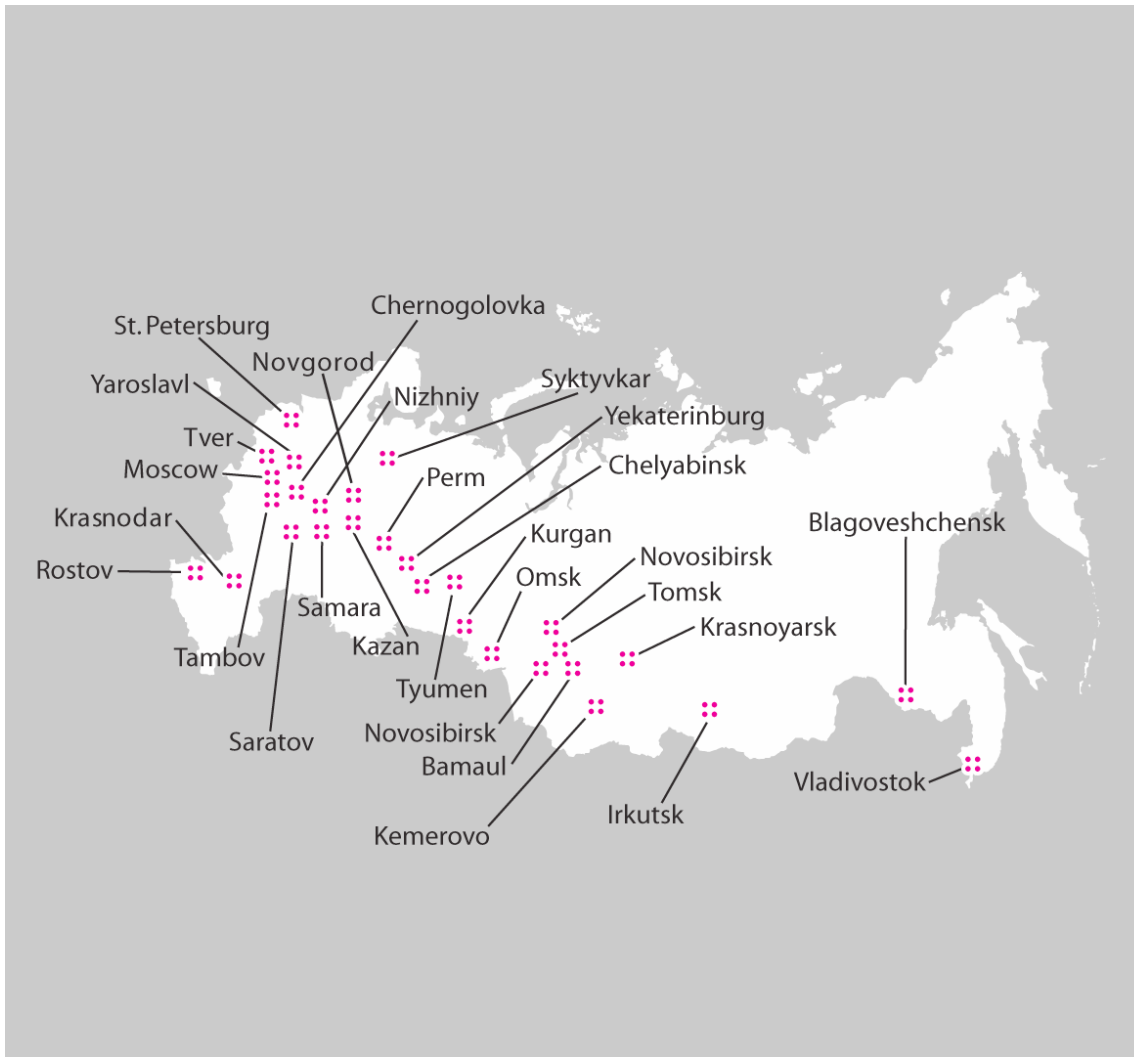 Chernogolovka
St. Petersburg
Novgorod
Yaroslavl
Syktyvkar
Nizhniy
Yekaterinburg
Tver
Moscow
Chelyabinsk
Perm
Krasnodar
Blagoveshchensk
Kurgan
Novosibirsk
Rostov
Omsk
Tomsk
Samara
Krasnoyarsk
Kazan
Tambov
Tyumen
Novosibirsk
Saratov
Bamaul
Vladivostok
Irkutsk
Kemerovo